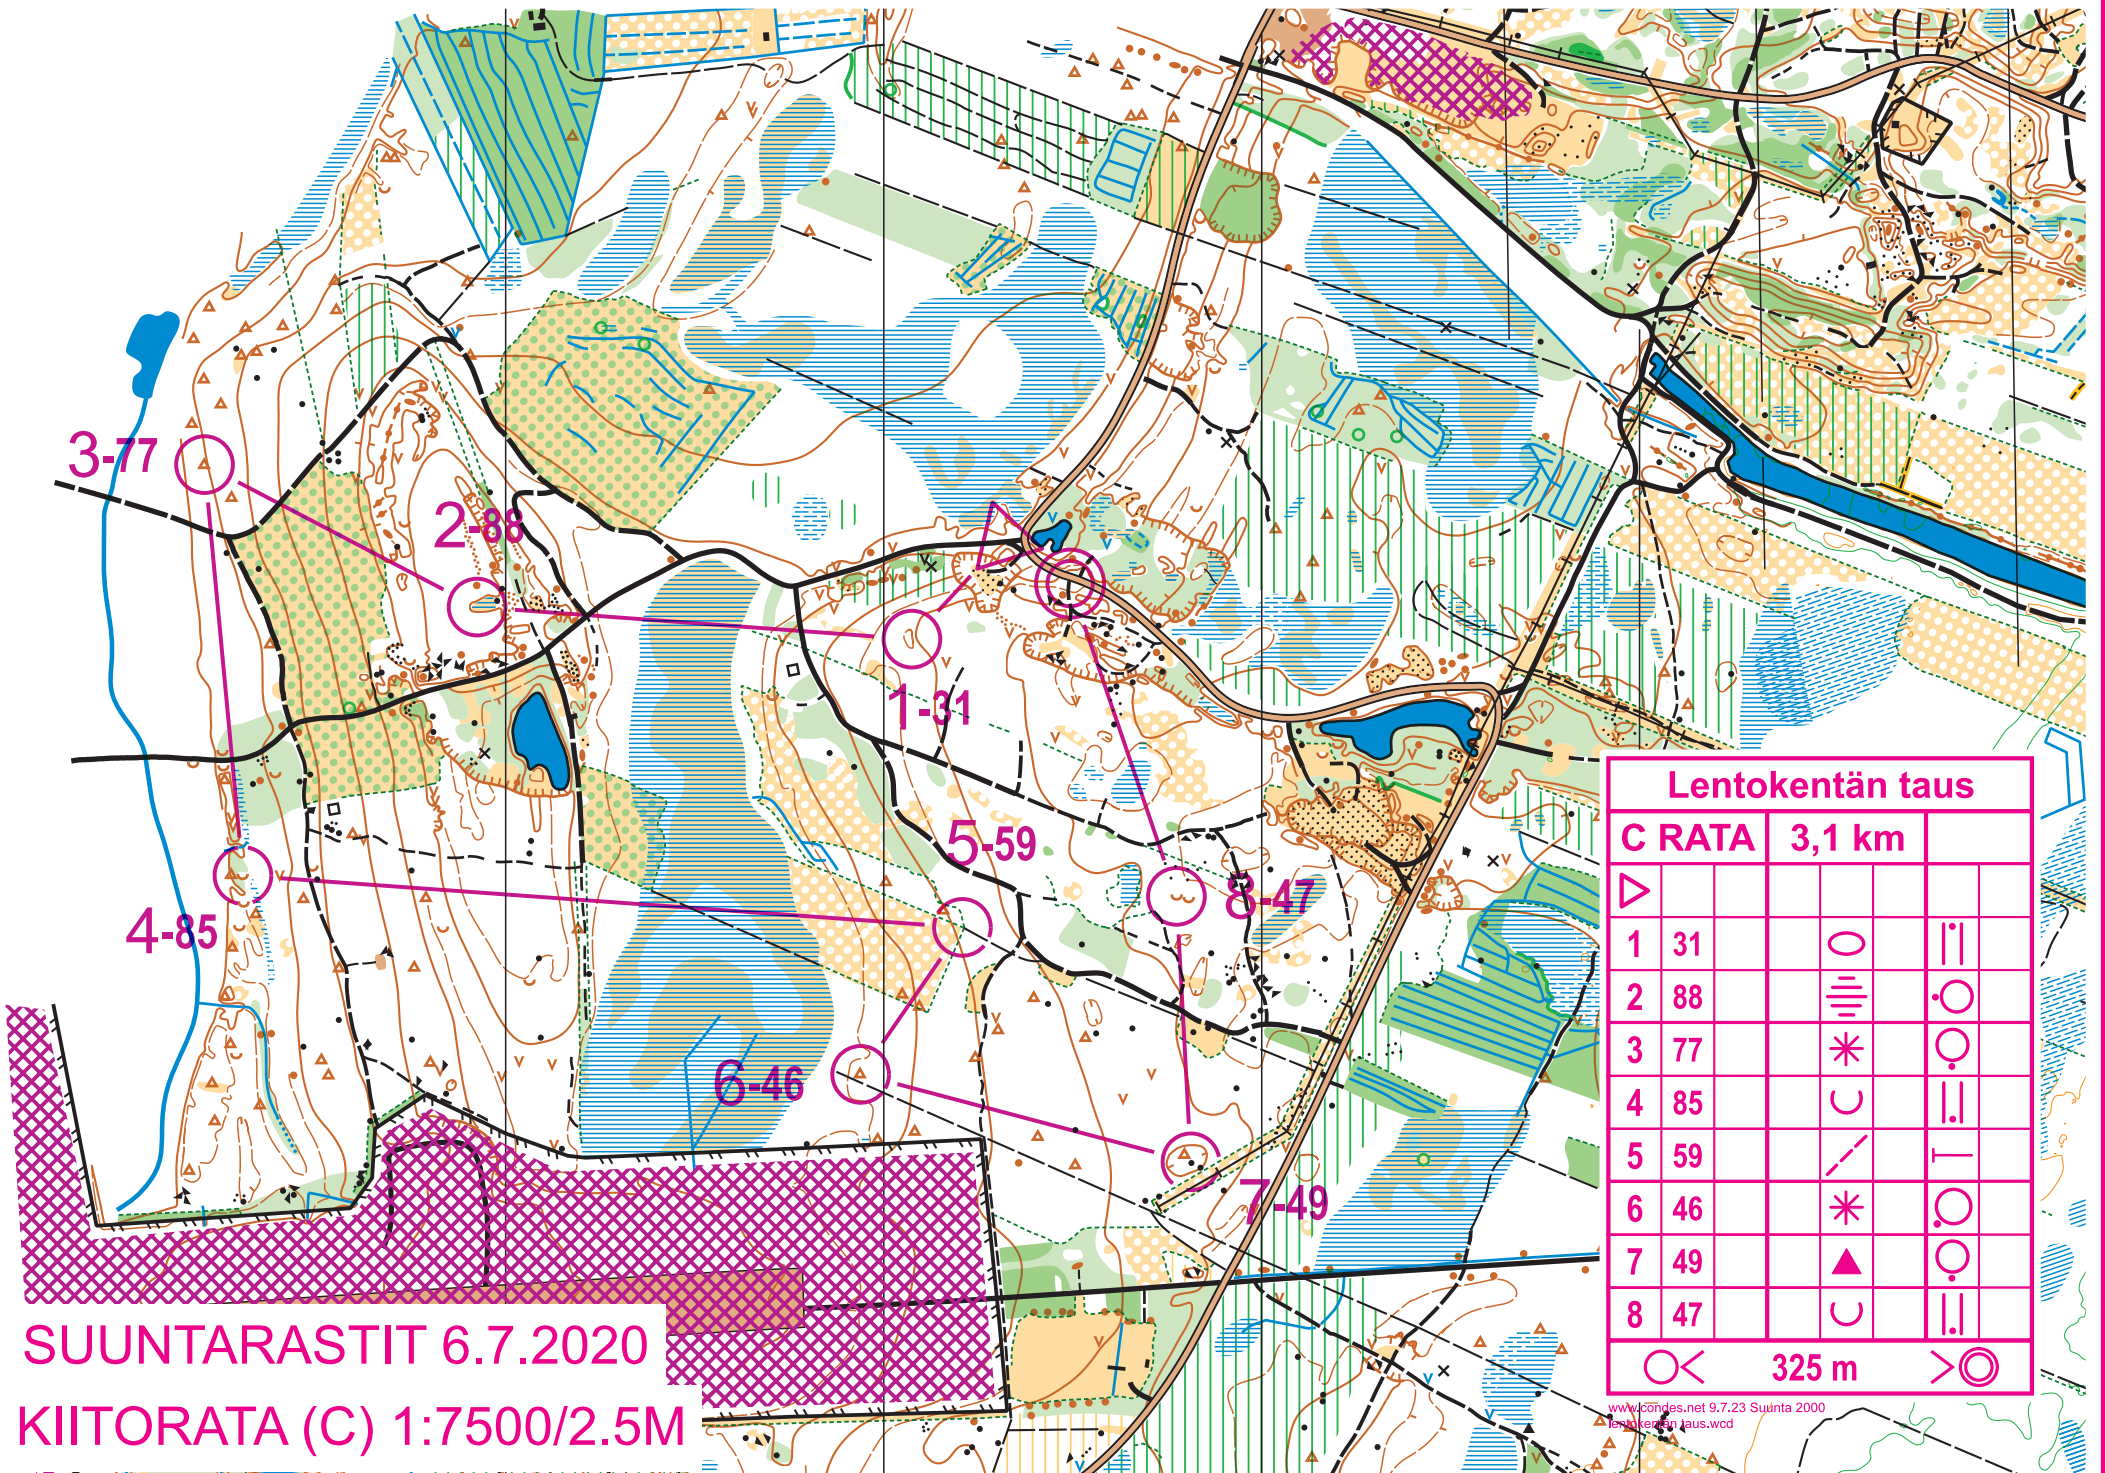 3-77
2-88
1-31
5-59
4-85
8-47
6-46
7-49
Lentokentän taus
C RATA 3,1 km
1 31
2 88
3 77
4 85
5 59
6 46
7 49
8 47
325 m
www.condes.net 9.7.23 Suunta 2000
lentokentän taus.wcd
SUUNTARASTIT 6.7.2020
KIITORATA (C) 1:7500/2.5M